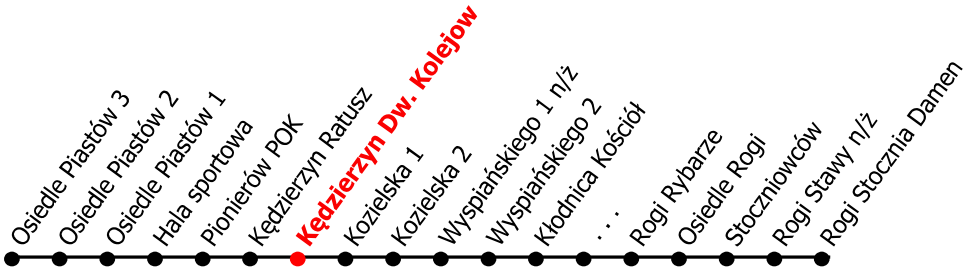 Osiedle Piastów 3
Osiedle Piastów 2
Osiedle Piastów 1
Hala sportowa
Pionierów POK
Kędzierzyn Ratusz
Kędzierzyn Dw. Kolejow
Kozielska 1
Kozielska 2
Wyspiańskiego 1 n/ż
Wyspiańskiego 2
Kłodnica Kościół
. . .
Rogi Rybarze
Osiedle Rogi
Stoczniowców
Rogi Stawy n/ż
Rogi Stocznia Damen